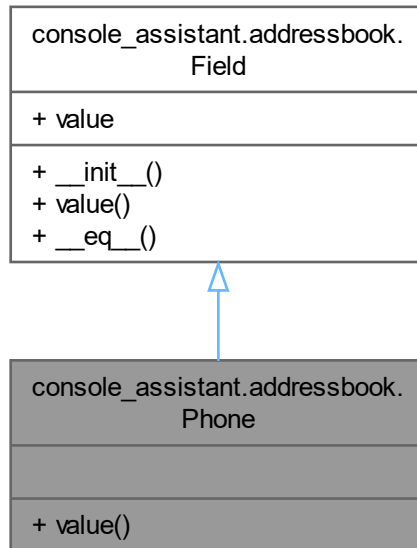 console_assistant.addressbook.
Field
+ value
+ __init__()
+ value()
+ __eq__()
console_assistant.addressbook.
Phone
+ value()